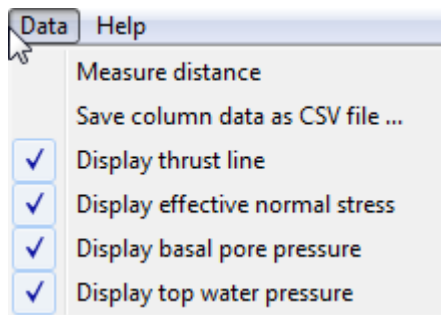 Data Help
Measure distance
Save column data as CSV file ...
Display thrust line
Display effective normal stress
Display basal pore pressure
Display top water pressure